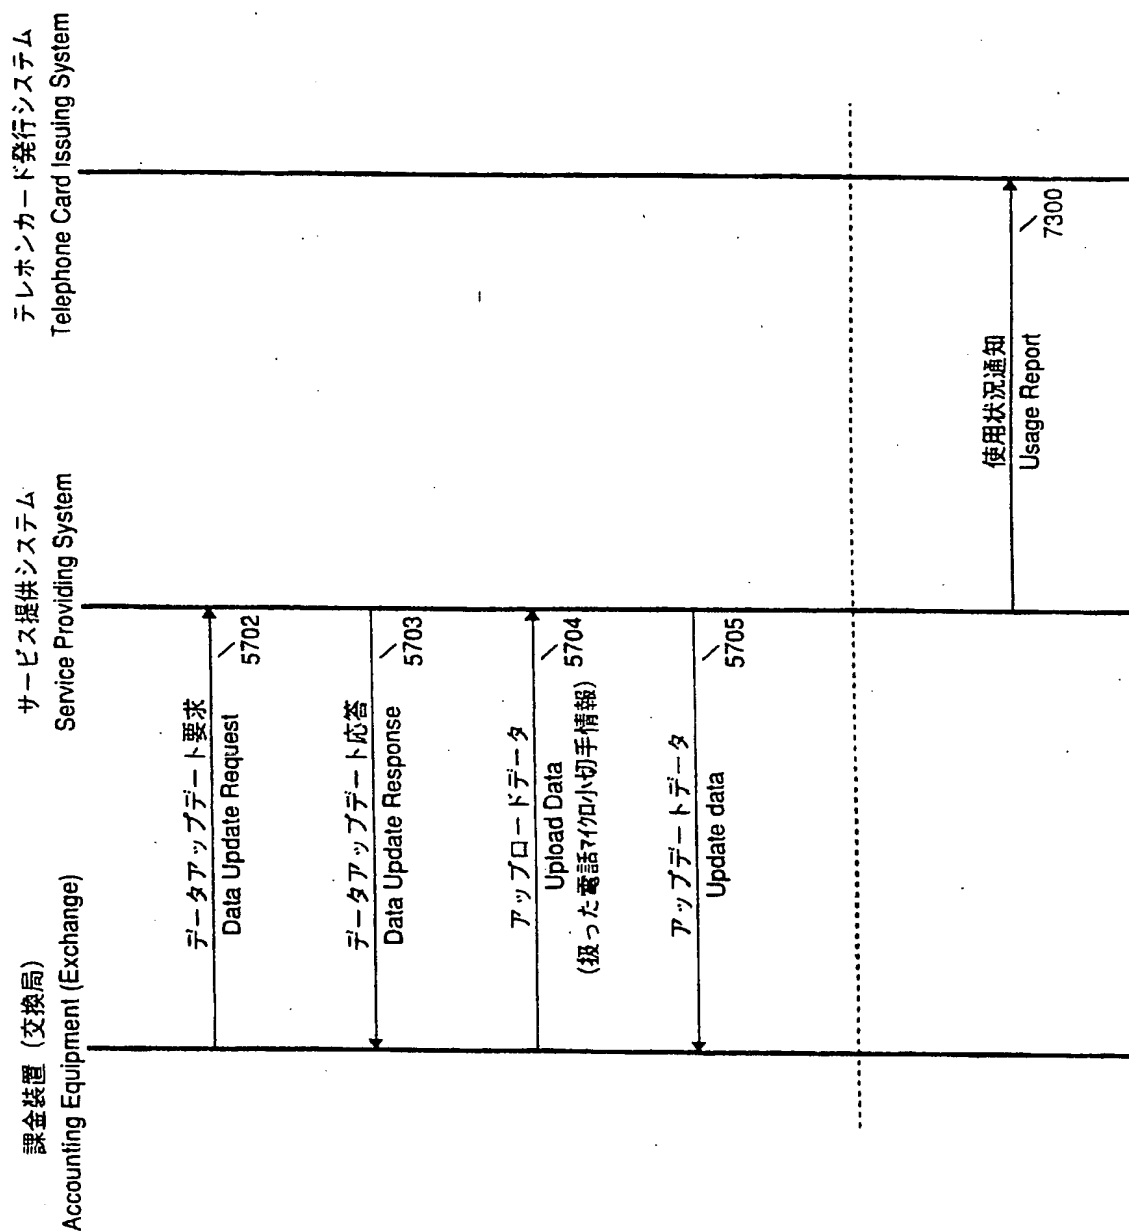 課金装置（交換局）
Accounting Equipment (Exchange)
サービス提供システム
Service Providing System
テレホンカード発行システム
Telephone Card Issuing System
データアップデート要求
Data Update Request
5702
データアップデート応答
Data Update Response
5703
アップロードデータ
Upload Data
(扱った電話マイクロ小切手情報)
5704
アップデートデータ
Update data
5705
使用状況通知
Usage Report
7300